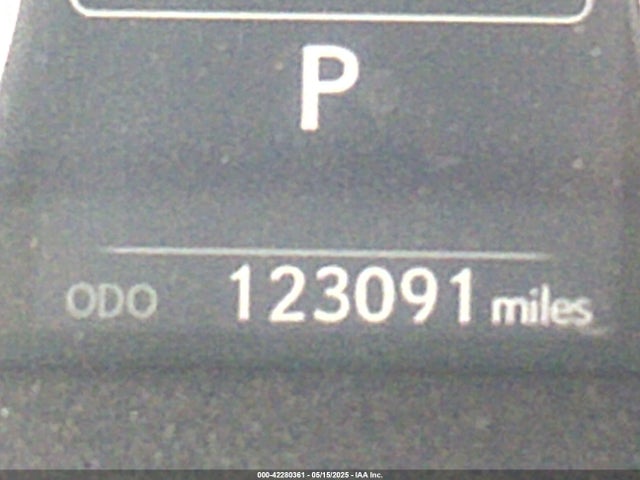 P
ODO 123091 miles
000-42280361 - 05/15/2025 - IAA Inc.